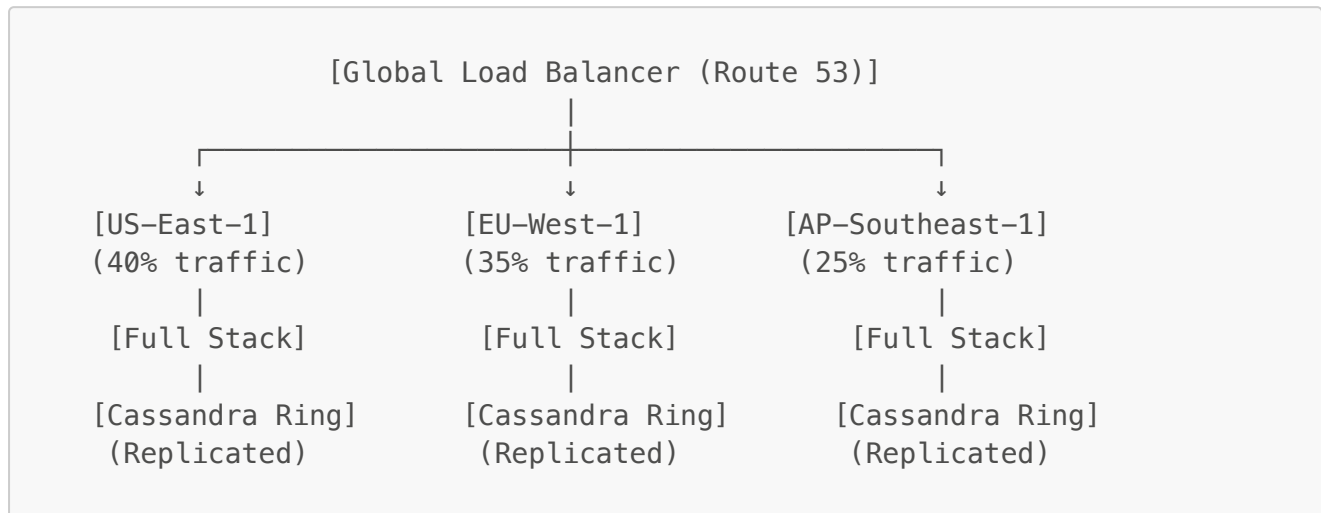 [Global Load Balancer (Route 53)]
[US-East-1] [EU-West-1] [AP-Southeast-1]
(40% traffic) (35% traffic) (25% traffic)
[Full Stack] [Full Stack] [Full Stack]
[Cassandra Ring] [Cassandra Ring] [Cassandra Ring]
(Replicated) (Replicated) (Replicated)